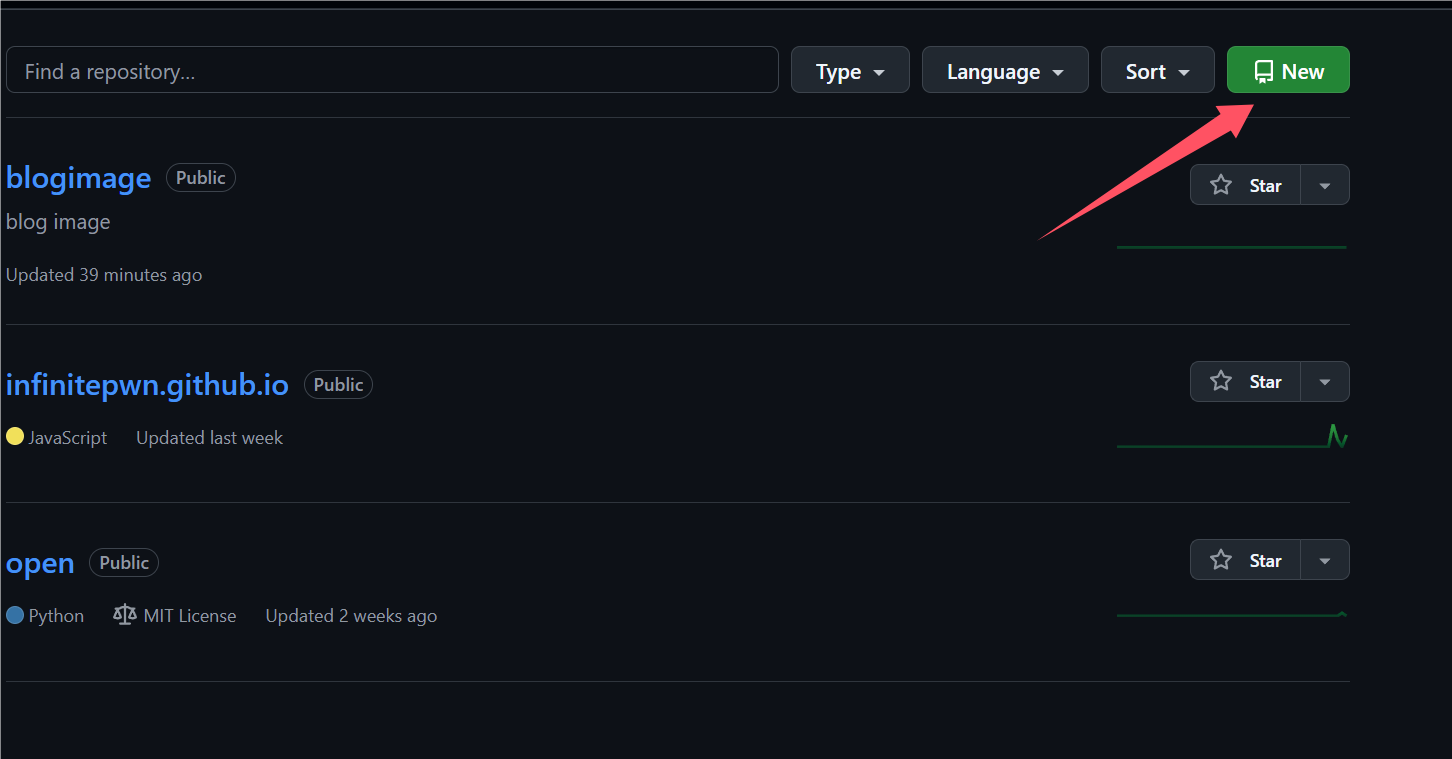 Find a repository... Type Language Sort New
blogimage Public
Star
blog image
Updated 39 minutes ago
infinitepwn.github.io Public
Star
JavaScript Updated last week
open Public
Star
Python MIT License Updated 2 weeks ago